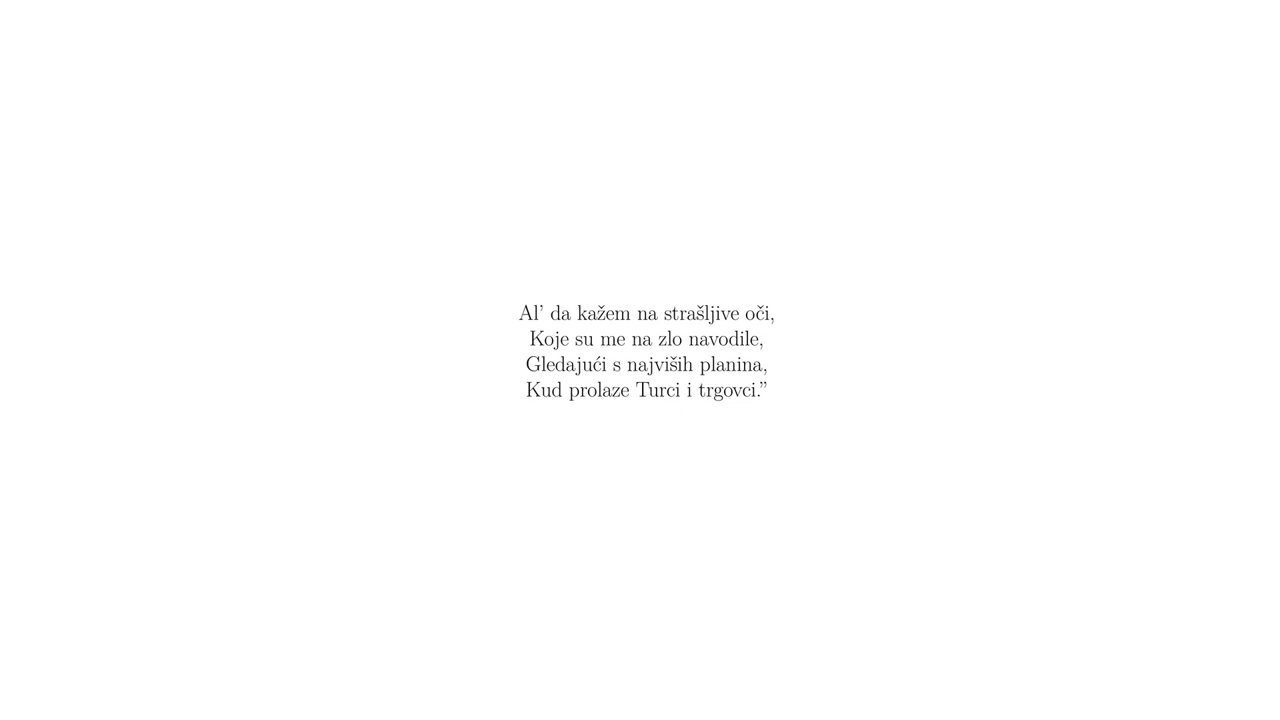 Al’ da kažem na strašljive oči,
Koje su me na zlo navodile,
Gledajući s najviših planina,
Kud prolaze Turci i trgovci.”